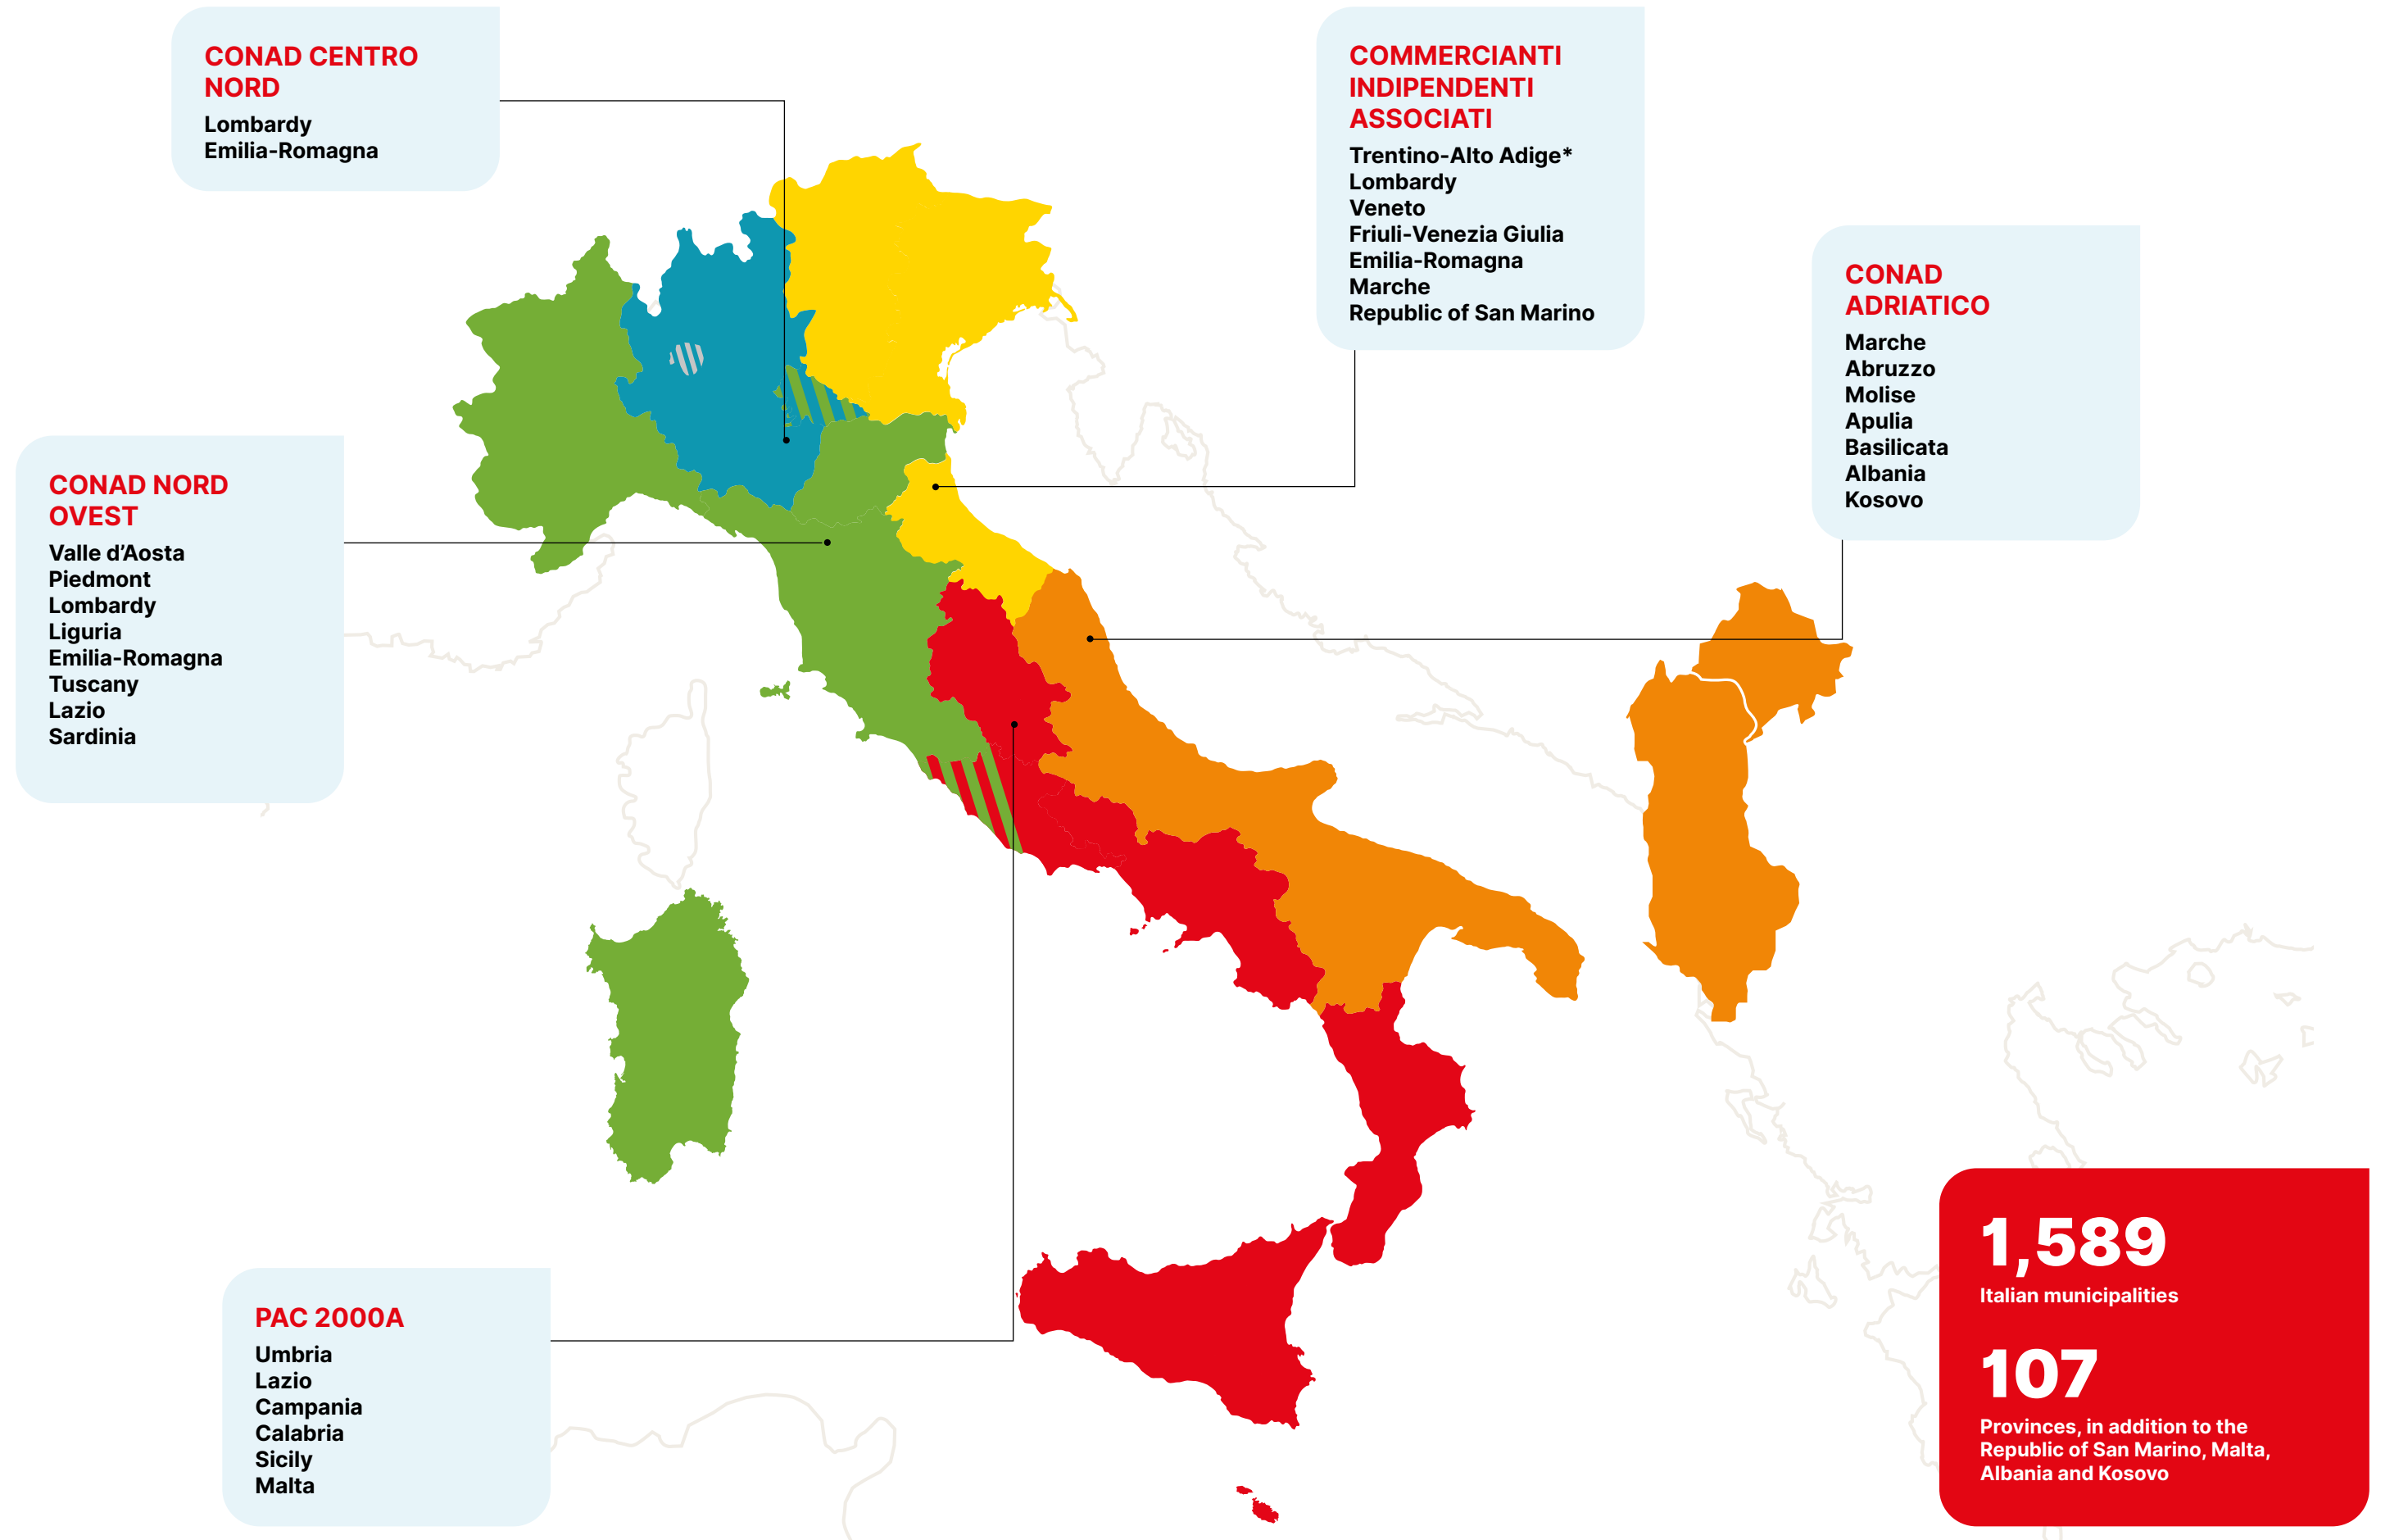 CONAD CENTRO
NORD
Lombardy
Emilia-Romagna
COMMERCIANTI
INDIPENDENTI
ASSOCIATI
Trentino-Alto Adige*
Lombardy
Veneto
Friuli-Venezia Giulia
Emilia-Romagna
Marche
Republic of San Marino
CONAD
ADRIATICO
Marche
Abruzzo
Molise
Apulia
Basilicata
Albania
Kosovo
CONAD NORD
OVEST
Valle d’Aosta
Piedmont
Lombardy
Liguria
Emilia-Romagna
Tuscany
Lazio
Sardinia
PAC 2000A
Umbria
Lazio
Campania
Calabria
Sicily
Malta
1,589
Italian municipalities
107
Provinces, in addition to the
Republic of San Marino, Malta,
Albania and Kosovo